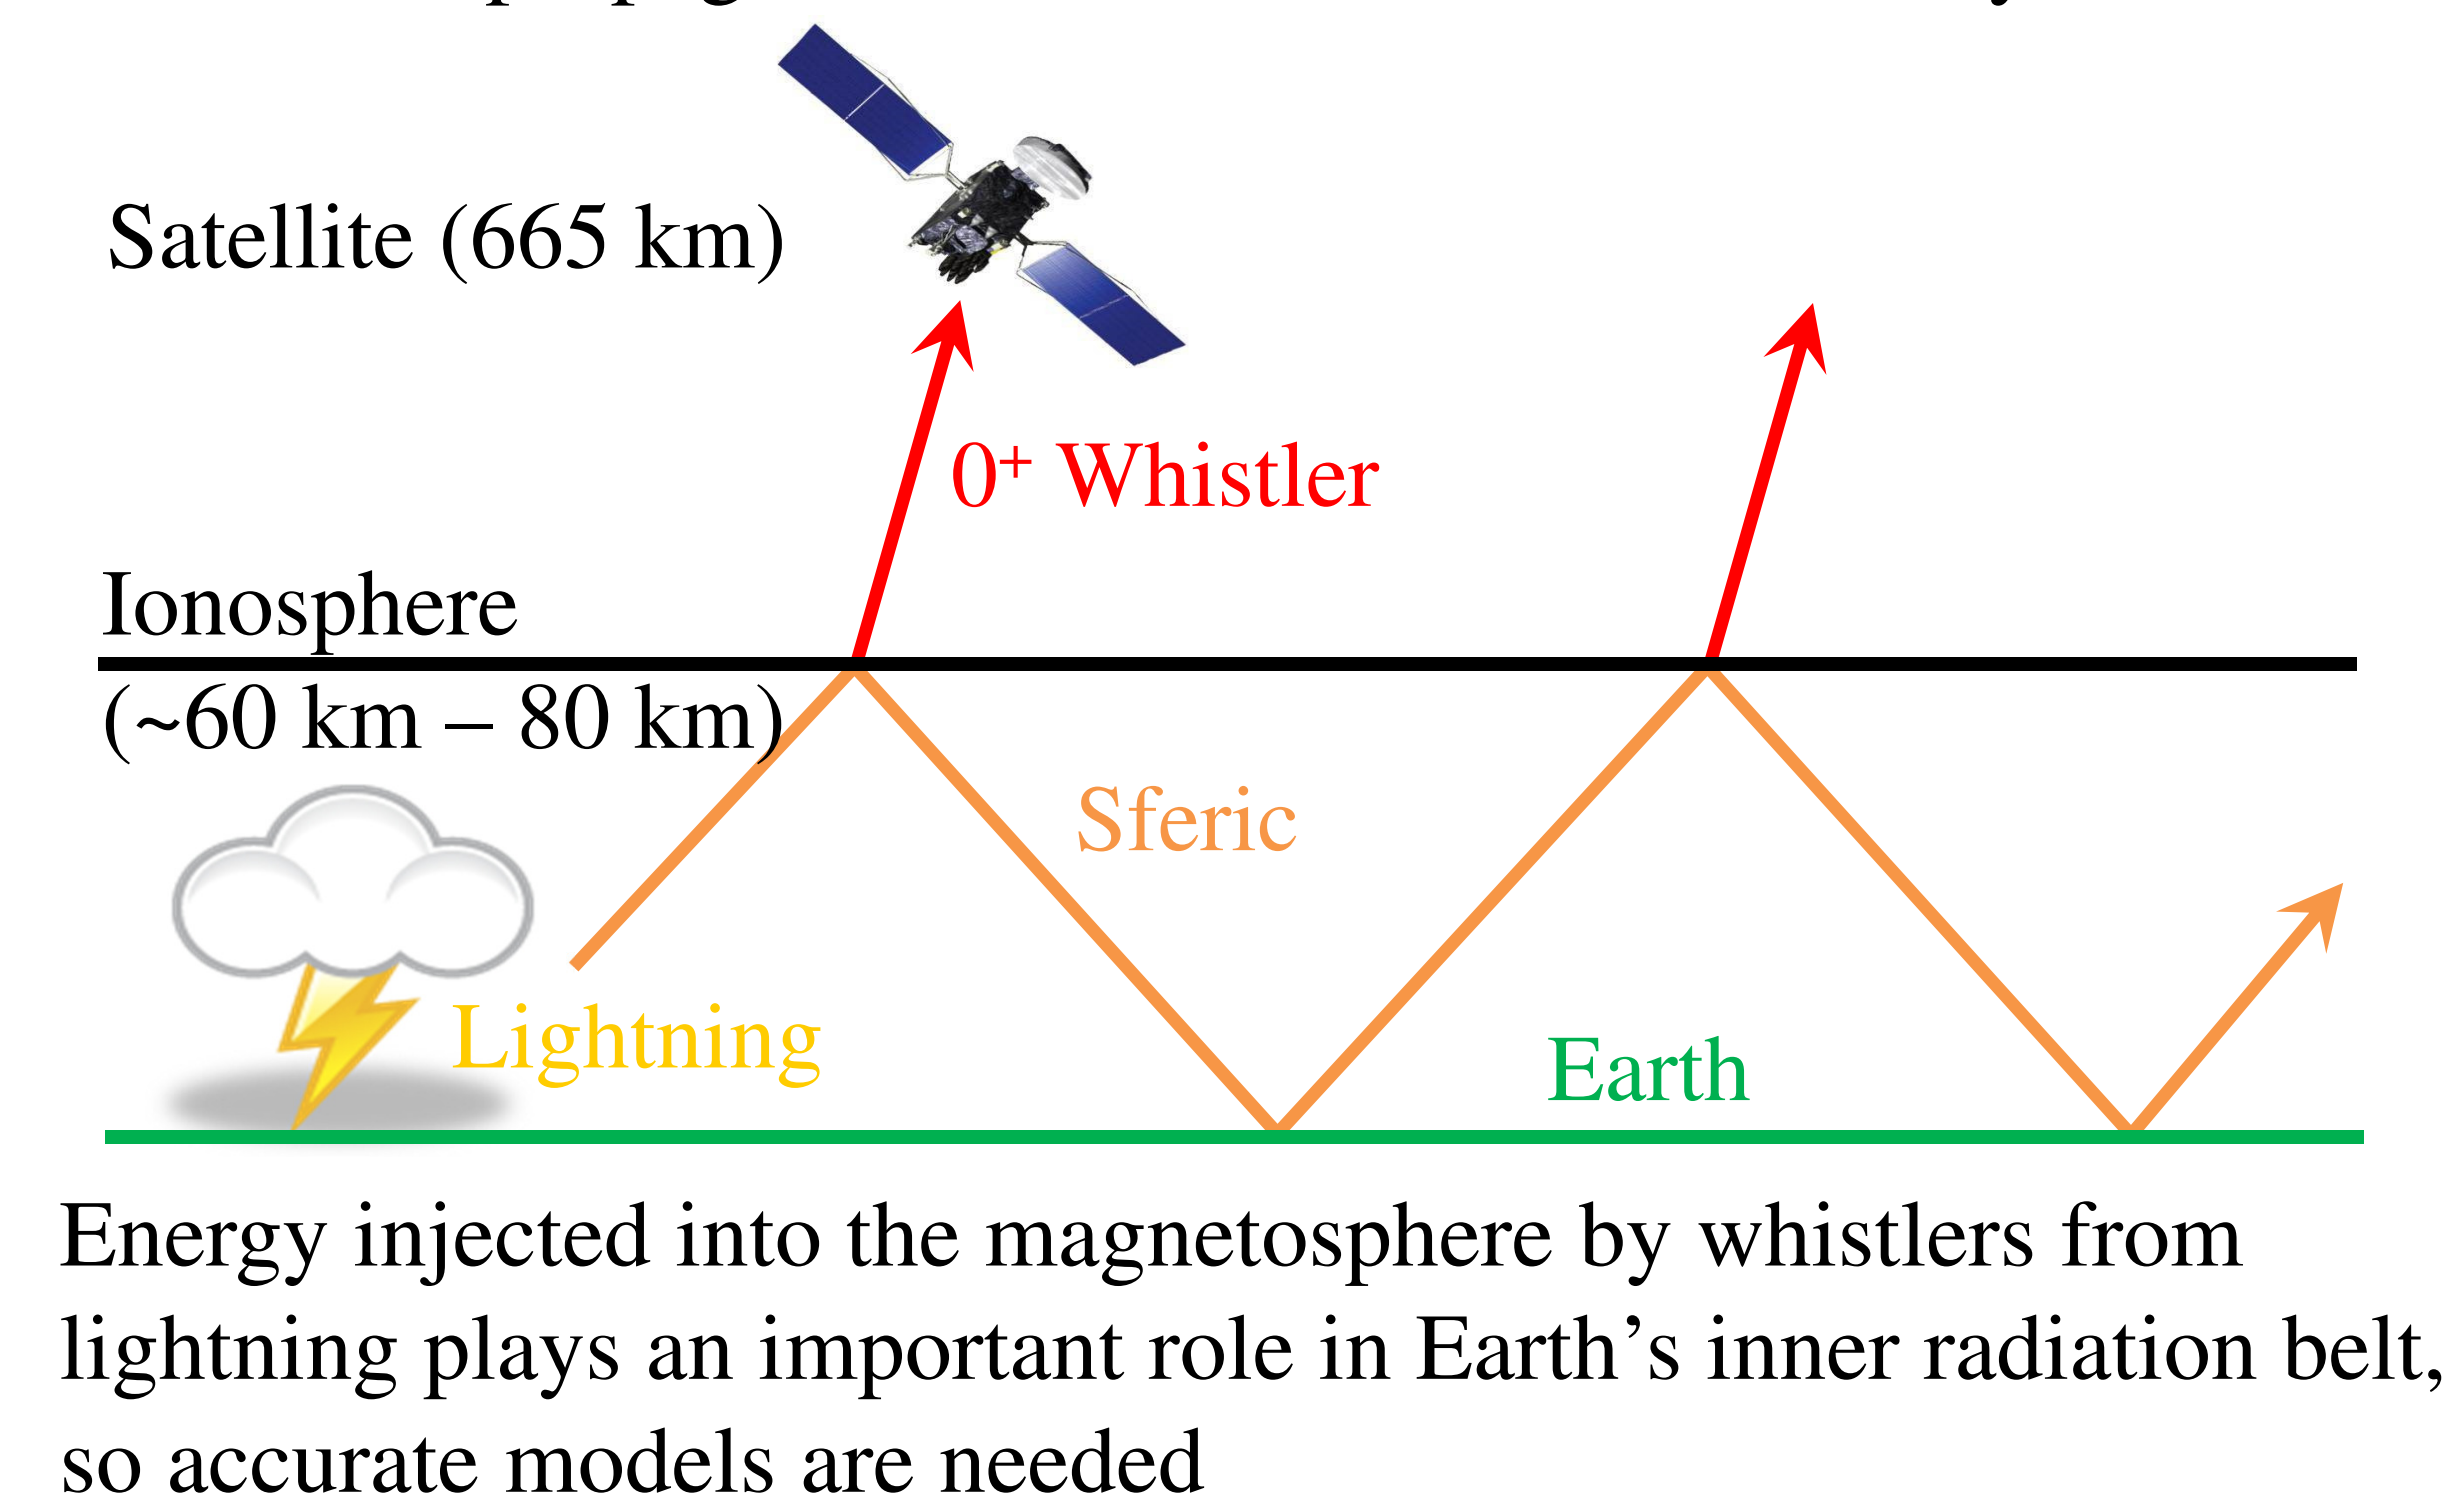 Satellite (665 km)
0⁺ Whistler
Ionosphere
(~60 km – 80 km)
Sferic
Lightning
Earth
Energy injected into the magnetosphere by whistlers from
lightning plays an important role in Earth’s inner radiation belt,
so accurate models are needed